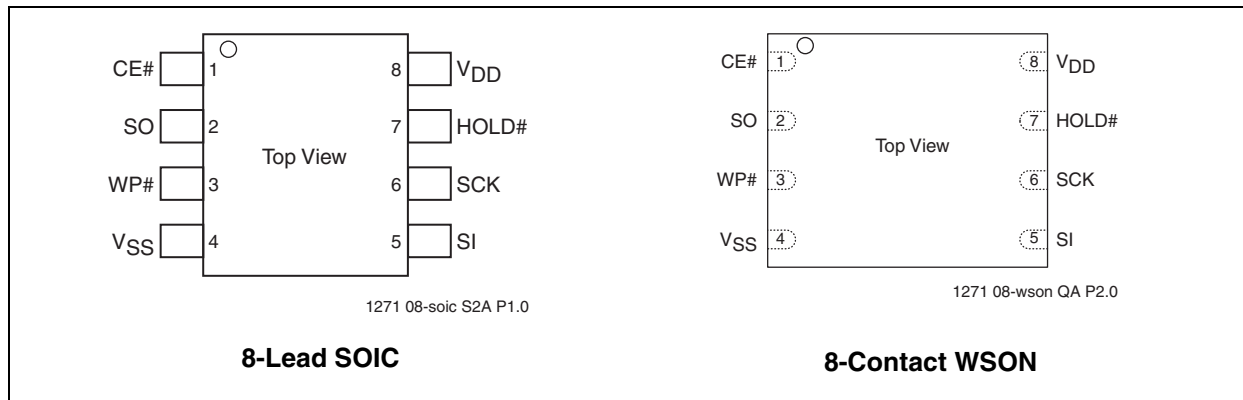 CE# 1 8 VDD
SO 2 7 HOLD#
Top View
WP# 3 6 SCK
VSS 4 5 SI
1271 08-soic S2A P1.0
8-Lead SOIC
CE# 1 8 VDD
SO 2 7 HOLD#
Top View
WP# 3 6 SCK
VSS 4 5 SI
1271 08-wson QA P2.0
8-Contact WSON